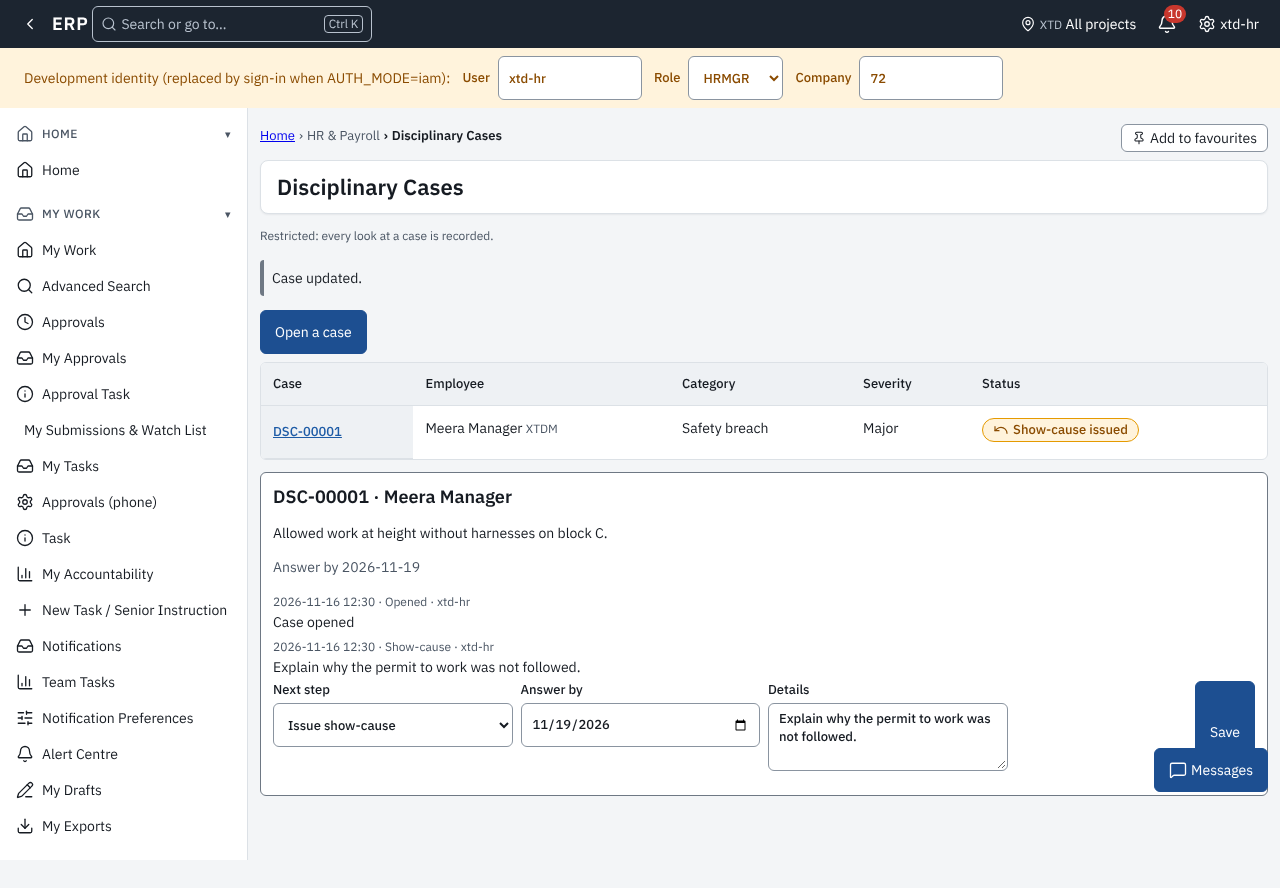 ERP
Search or go to...
Ctrl K
XTD All projects
10
xtd-hr
Development identity (replaced by sign-in when AUTH_MODE=iam):
User
xtd-hr
Role
HRMGR
Company
72
HOME
Home
MY WORK
My Work
Advanced Search
Approvals
My Approvals
Approval Task
My Submissions & Watch List
My Tasks
Approvals (phone)
Task
My Accountability
New Task / Senior Instruction
Notifications
Team Tasks
Notification Preferences
Alert Centre
My Drafts
My Exports
Home › HR & Payroll › Disciplinary Cases
Add to favourites
Disciplinary Cases
Restricted: every look at a case is recorded.
Case updated.
Open a case
Case Employee Category Severity Status
DSC-00001 Meera Manager XTDM Safety breach Major Show-cause issued
DSC-00001 · Meera Manager
Allowed work at height without harnesses on block C.
Answer by 2026-11-19
2026-11-16 12:30 · Opened · xtd-hr
Case opened
2026-11-16 12:30 · Show-cause · xtd-hr
Explain why the permit to work was not followed.
Next step
Issue show-cause
Answer by
11/19/2026
Details
Explain why the permit to work was
not followed.
Save
Messages